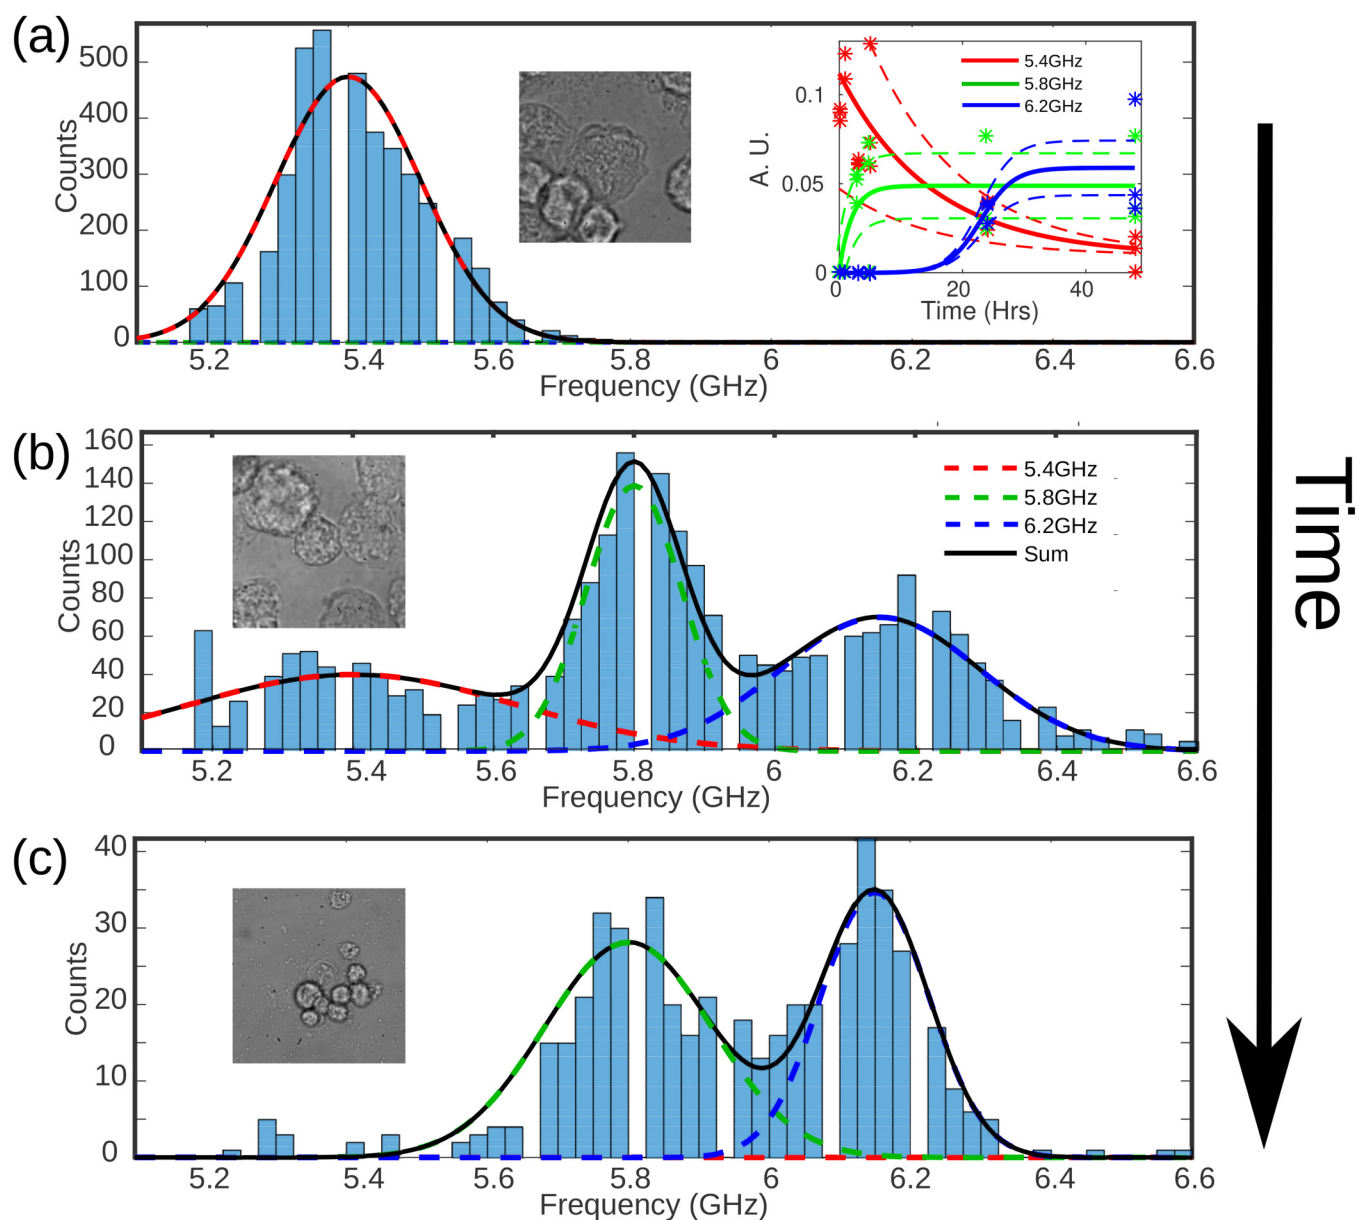 (a)
500
400
300
200
100
0
Counts
5.2
5.4
5.6
5.8
6
6.2
6.4
6.6
Frequency (GHz)
5.4GHz
5.8GHz
6.2GHz
0.1
0.05
0
A. U.
0
20
40
Time (Hrs)
(b)
160
140
120
100
80
60
40
20
0
Counts
5.4GHz
5.8GHz
6.2GHz
Sum
5.2
5.4
5.6
5.8
6
6.2
6.4
6.6
Frequency (GHz)
(c)
40
30
20
10
0
Counts
5.2
5.4
5.6
5.8
6
6.2
6.4
6.6
Frequency (GHz)
Time